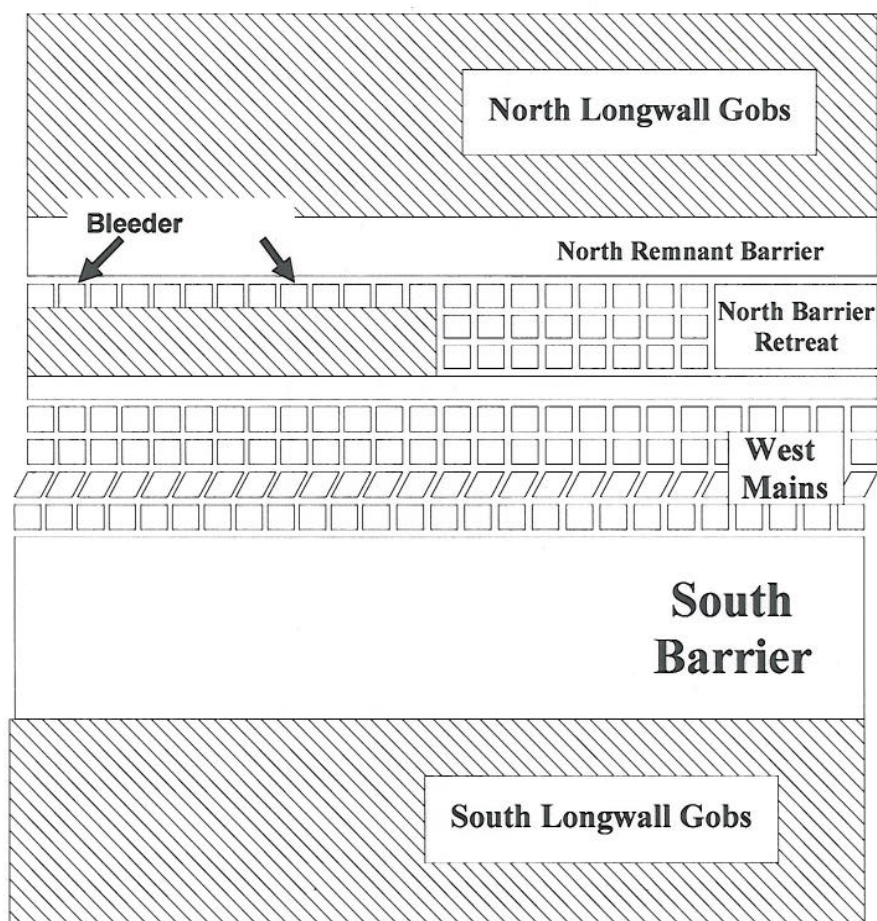 North Longwall Gobs
Bleeder
North Remnant Barrier
North Barrier
Retreat
West
Mains
South
Barrier
South Longwall Gobs